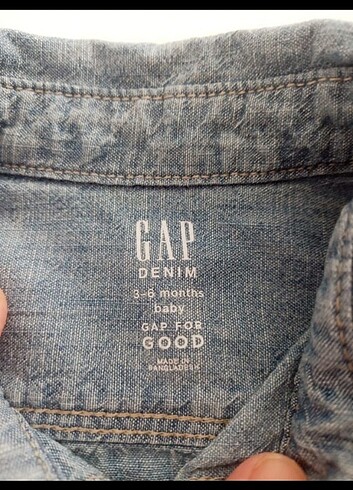 GAP
DENIM
3-6 months
baby
GAP FOR
GOOD
MADE IN
BANGLADESH